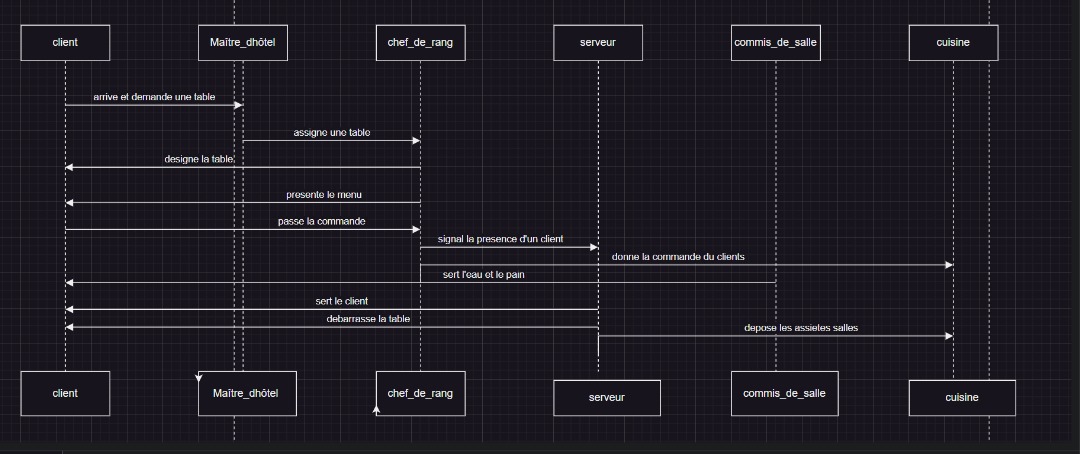 client
Maître_dhôtel
chef_de_rang
serveur
commis_de_salle
cuisine
arrive et demande une table
assigne une table
designe la table
presente le menu
passe la commande
signal la presence d'un client
donne la commande du clients
sert l'eau et le pain
sert le client
debarrasse la table
depose les assietes salles
client
Maître_dhôtel
chef_de_rang
serveur
commis_de_salle
cuisine